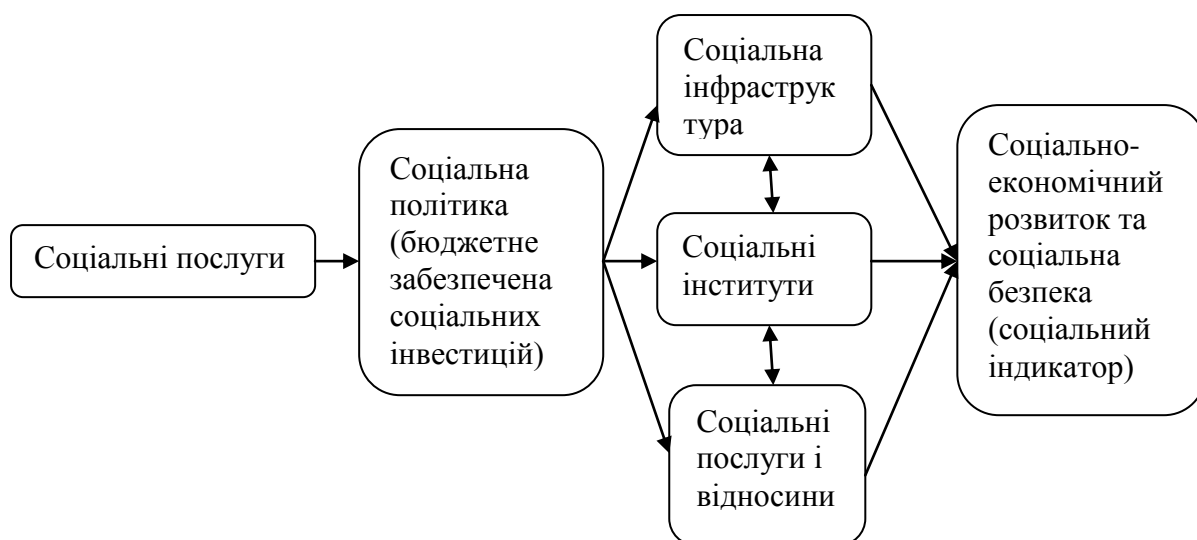 Соціальні послуги
Соціальна
політика
(бюджетне
забезпечена
соціальних
інвестицій)
Соціальна
інфраструк
тура
Соціальні
інститути
Соціальні
послуги і
відносини
Соціально-
економічний
розвиток та
соціальна
безпека
(соціальний
індикатор)